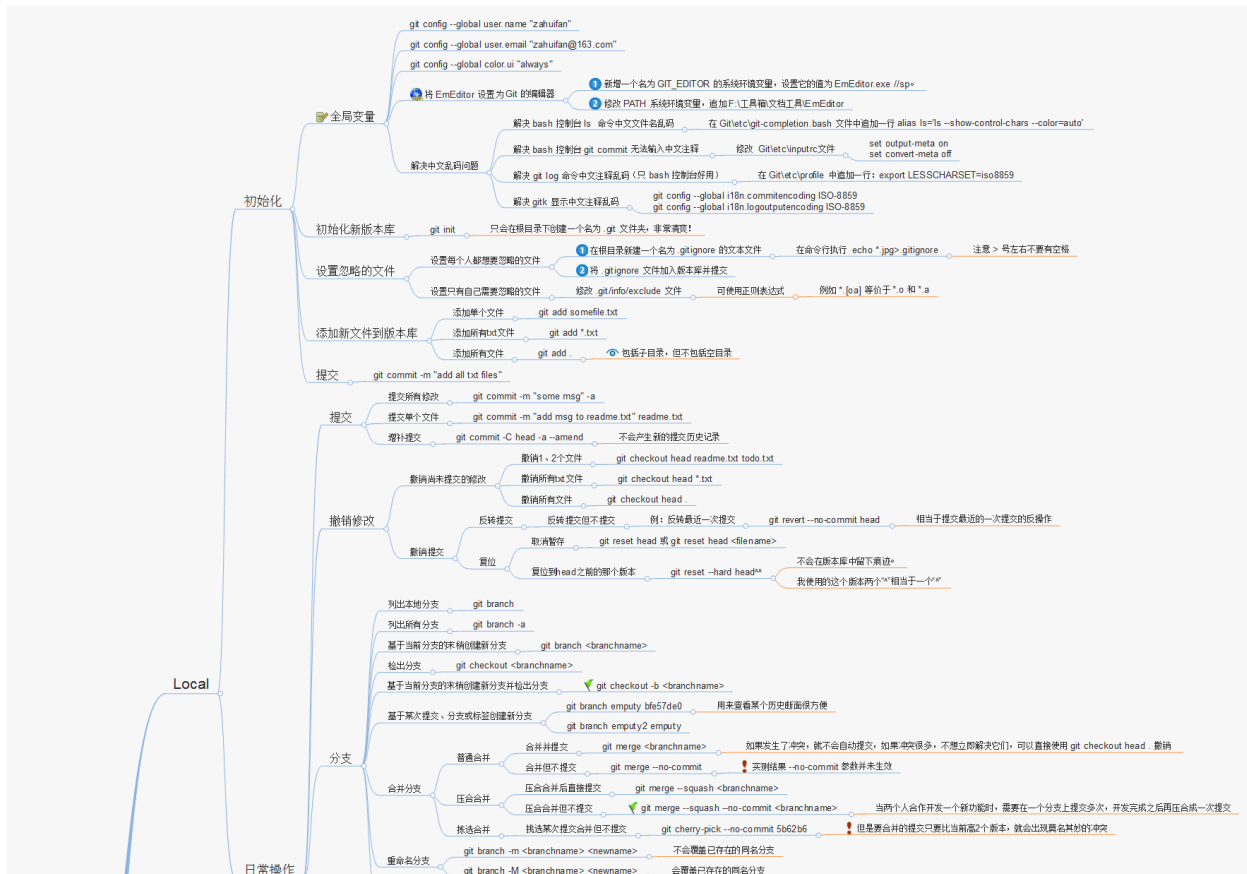 git config --global user.name "zahuifan"
git config --global user.email "zahuifan@163.com"
git config --global color.ui "always"
将 EmEditor 设置为 Git 的编辑器
1 新增一个名为 GIT_EDITOR 的系统环境变量，设置它的值为 EmEditor.exe //sp。
2 修改 PATH 系统环境变量，追加 F:\工具箱\文档工具\EmEditor
全局变量
解决中文乱码问题
解决 bash 控制台 ls 命令中文文件名乱码
在 Git\etc\git-completion.bash 文件中追加一行 alias ls='ls --show-control-chars --color=auto'
解决 bash 控制台 git commit 无法输入中文注释
修改 Git\etc\inputrc文件
set output-meta on
set convert-meta off
解决 git log 命令中文注释乱码（只 bash 控制台好用）
在 Git\etc\profile 中追加一行：export LESSCHARSET=iso8859
解决 gitk 显示中文注释乱码
git config --global i18n.commitencoding ISO-8859
git config --global i18n.logoutputencoding ISO-8859
初始化
初始化新版本库
git init
只会在根目录下创建一个名为 .git 文件夹，非常清爽！
设置忽略的文件
设置每个人都想要忽略的文件
1 在根目录新建一个名为 .gitignore 的文本文件
在命令行执行 echo *.jpg>.gitignore
注意 > 号左右不要有空格
2 将 .gitignore 文件加入版本库并提交
设置只有自己需要忽略的文件
修改 .git/info/exclude 文件
可使用正则表达式
例如 *.[oa] 等价于 *.o 和 *.a
添加新文件到版本库
添加单个文件
git add somefile.txt
添加所有txt文件
git add *.txt
添加所有文件
git add .
包括子目录，但不包括空目录
提交
git commit -m "add all txt files"
提交
提交所有修改
git commit -m "some msg" -a
提交单个文件
git commit -m "add msg to readme.txt" readme.txt
增补提交
git commit -C head -a --amend
不会产生新的提交历史记录
撤销修改
撤销尚未提交的修改
撤销1、2个文件
git checkout head readme.txt todo.txt
撤销所有txt文件
git checkout head *.txt
撤销所有文件
git checkout head .
撤销提交
反转提交
反转提交但不提交
例：反转最近一次提交
git revert --no-commit head
相当于提交最近的一次提交的反操作
复位
取消暂存
git reset head 或 git reset head <filename>
复位到head之前的那个版本
git reset --hard head^^
不会在版本库中留下痕迹。
我使用的这个版本两个"^"相当于一个"^"
Local
日常操作
分支
列出本地分支
git branch
列出所有分支
git branch -a
基于当前分支的末梢创建新分支
git branch <branchname>
检出分支
git checkout <branchname>
基于当前分支的末梢创建新分支并检出分支
git checkout -b <branchname>
基于某次提交、分支或标签创建新分支
git branch emputy bfe57de0
用来查看某个历史断面很方便
git branch emputy2 emputy
合并分支
普通合并
合并并提交
git merge <branchname>
如果发生了冲突，就不会自动提交，如果冲突很多，不想立即解决它们，可以直接使用 git checkout head . 撤销
合并但不提交
git merge --no-commit
实测结果 --no-commit 参数并未生效
压合合并
压合合并后直接提交
git merge --squash <branchname>
压合合并但不提交
git merge --squash --no-commit <branchname>
当两个人合作开发一个新功能时，需要在一个分支上提交多次，开发完成之后再压合成一次提交
拣选合并
挑选某次提交合并但不提交
git cherry-pick --no-commit 5b62b6
但是要合并的提交只要比当前高2个版本，就会出现莫名其妙的冲突
重命名分支
git branch -m <branchname> <newname>
不会覆盖已存在的同名分支
git branch -M <branchname> <newname>
会覆盖已存在的同名分支